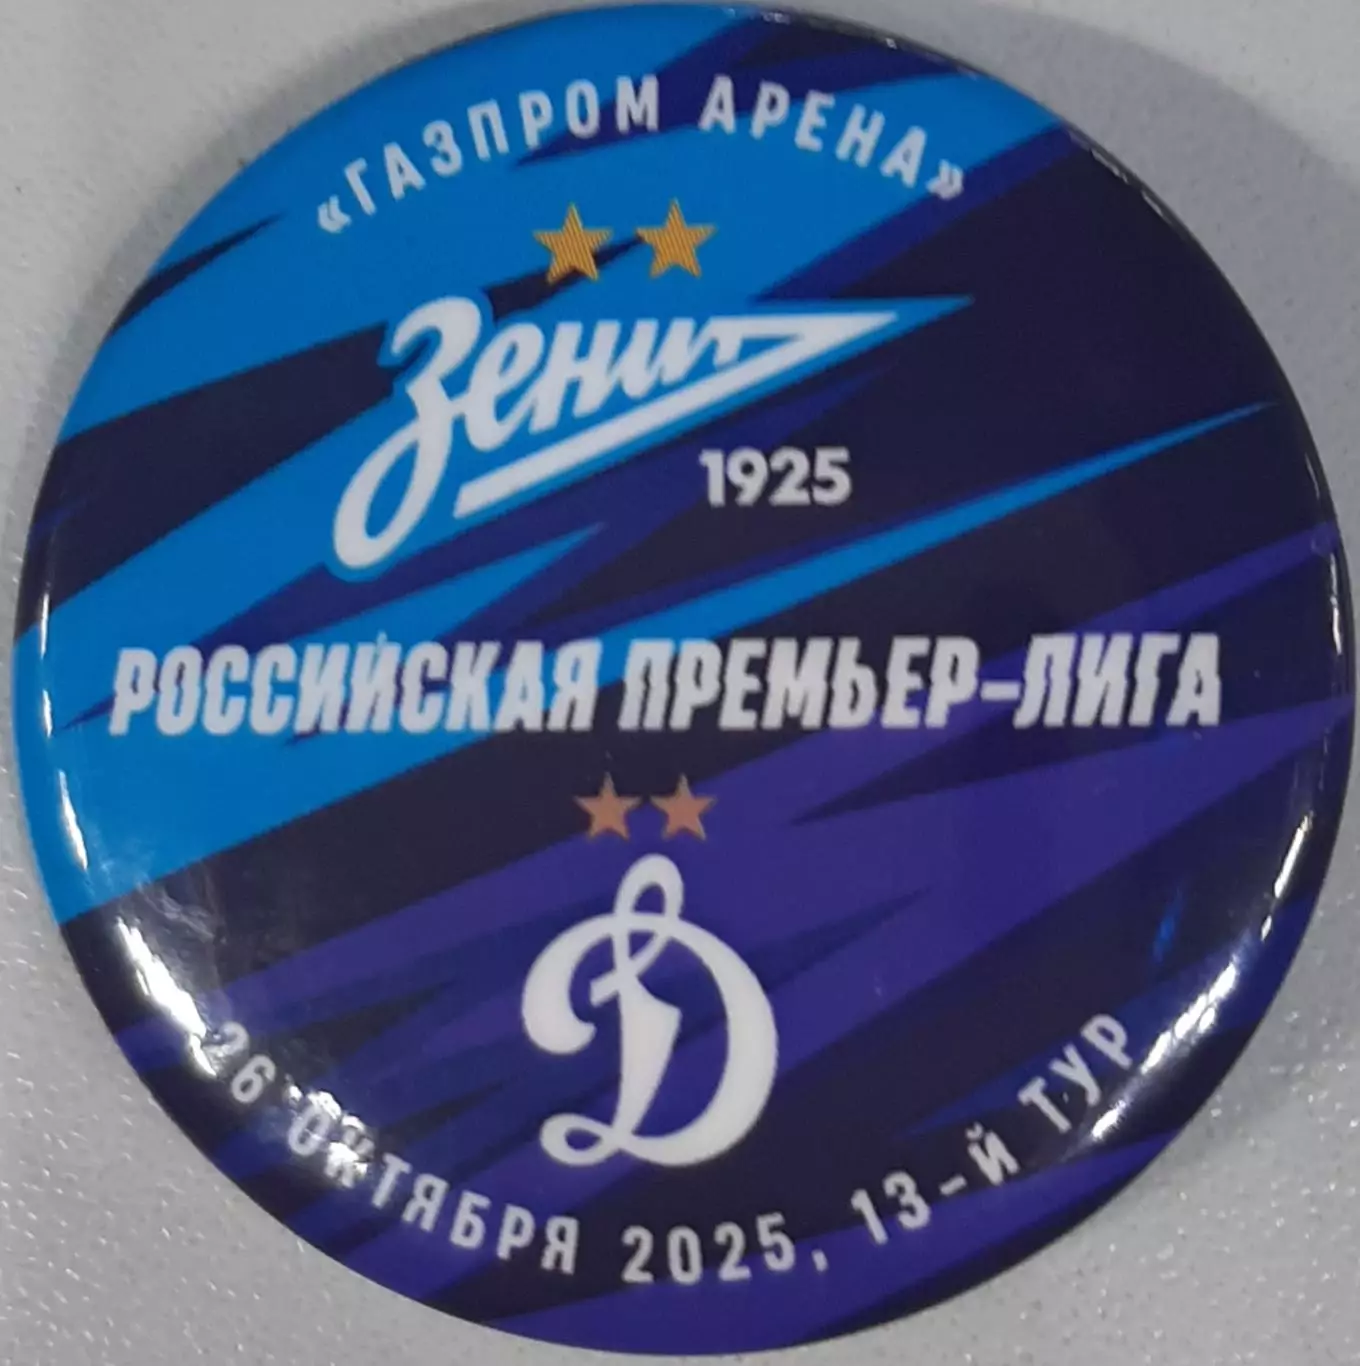 «ГАЗПРОМ АРЕНА»
Зенит
1925
РОССИЙСКАЯ ПРЕМЬЕР-ЛИГА
Д
26 ОКТЯБРЯ 2025, 13-Й ТУР